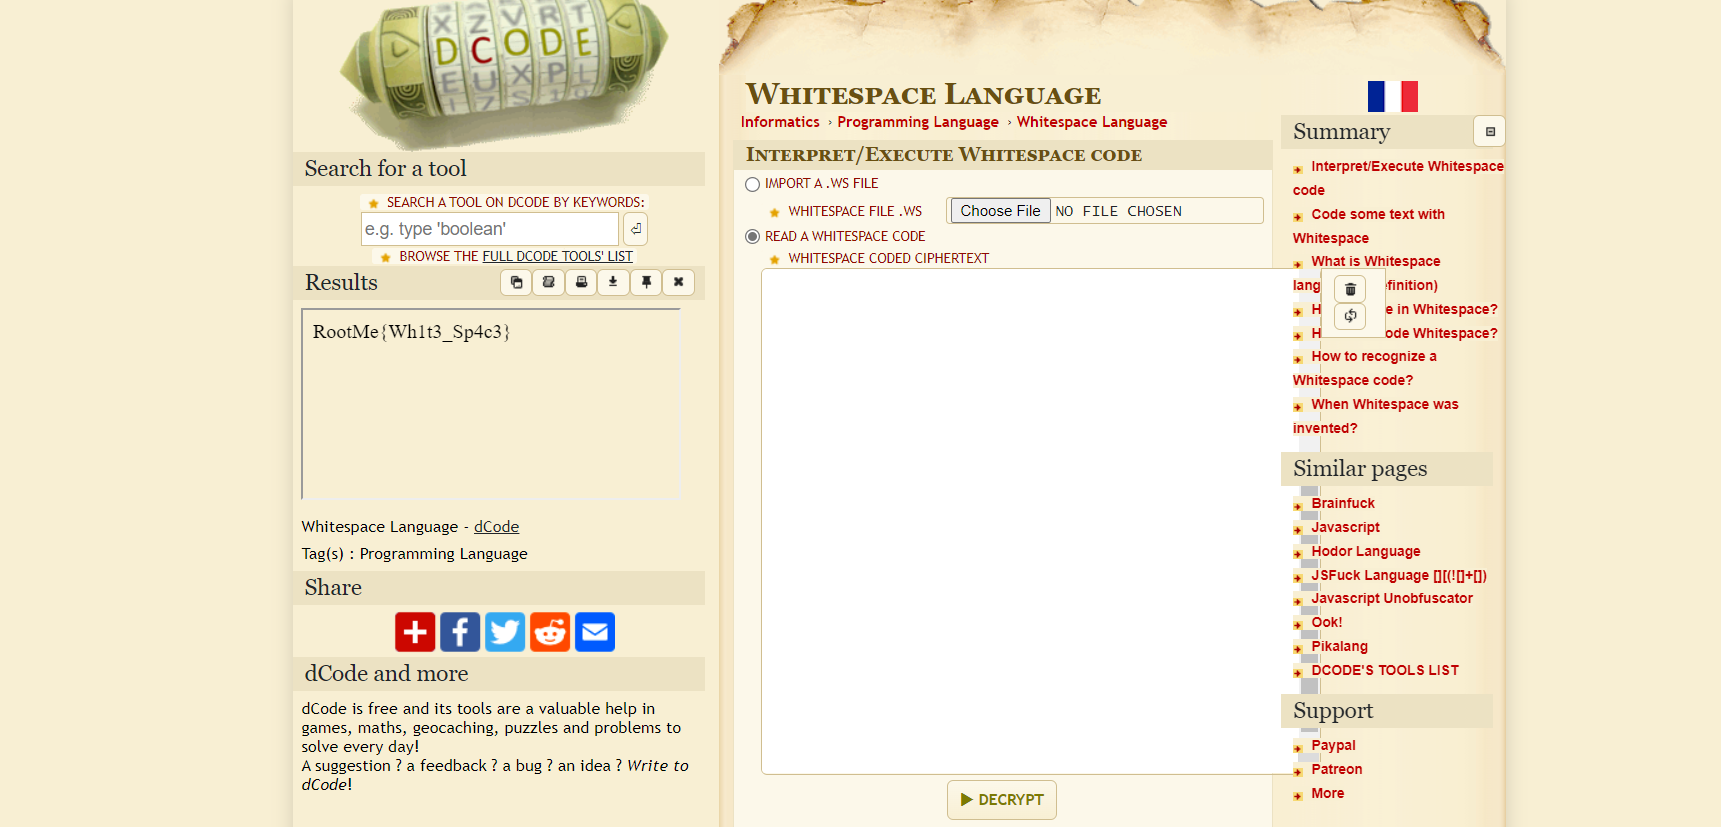 X Z V R T
D C O D E
E U X P L
Search for a tool
SEARCH A TOOL ON DCODE BY KEYWORDS:
e.g. type 'boolean'
BROWSE THE FULL DCODE TOOLS' LIST
Results
RootMe{Wh1t3_Sp4c3}
Whitespace Language - dCode
Tag(s) : Programming Language
Share
dCode and more
dCode is free and its tools are a valuable help in
games, maths, geocaching, puzzles and problems to
solve every day!
A suggestion ? a feedback ? a bug ? an idea ? Write to
dCode!
Whitespace Language
Informatics › Programming Language › Whitespace Language
Interpret/Execute Whitespace code
IMPORT A .WS FILE
WHITESPACE FILE .WS Choose File NO FILE CHOSEN
READ A WHITESPACE CODE
WHITESPACE CODED CIPHERTEXT
▶ DECRYPT
Summary
Interpret/Execute Whitespace
code
Code some text with
Whitespace
What is Whitespace
lang efinition)
H e in Whitespace?
H ode Whitespace?
How to recognize a
Whitespace code?
When Whitespace was
invented?
Similar pages
Brainfuck
Javascript
Hodor Language
JSFuck Language [][(![]+[])
Javascript Unobfuscator
Ook!
Pikalang
DCODE'S TOOLS LIST
Support
Paypal
Patreon
More